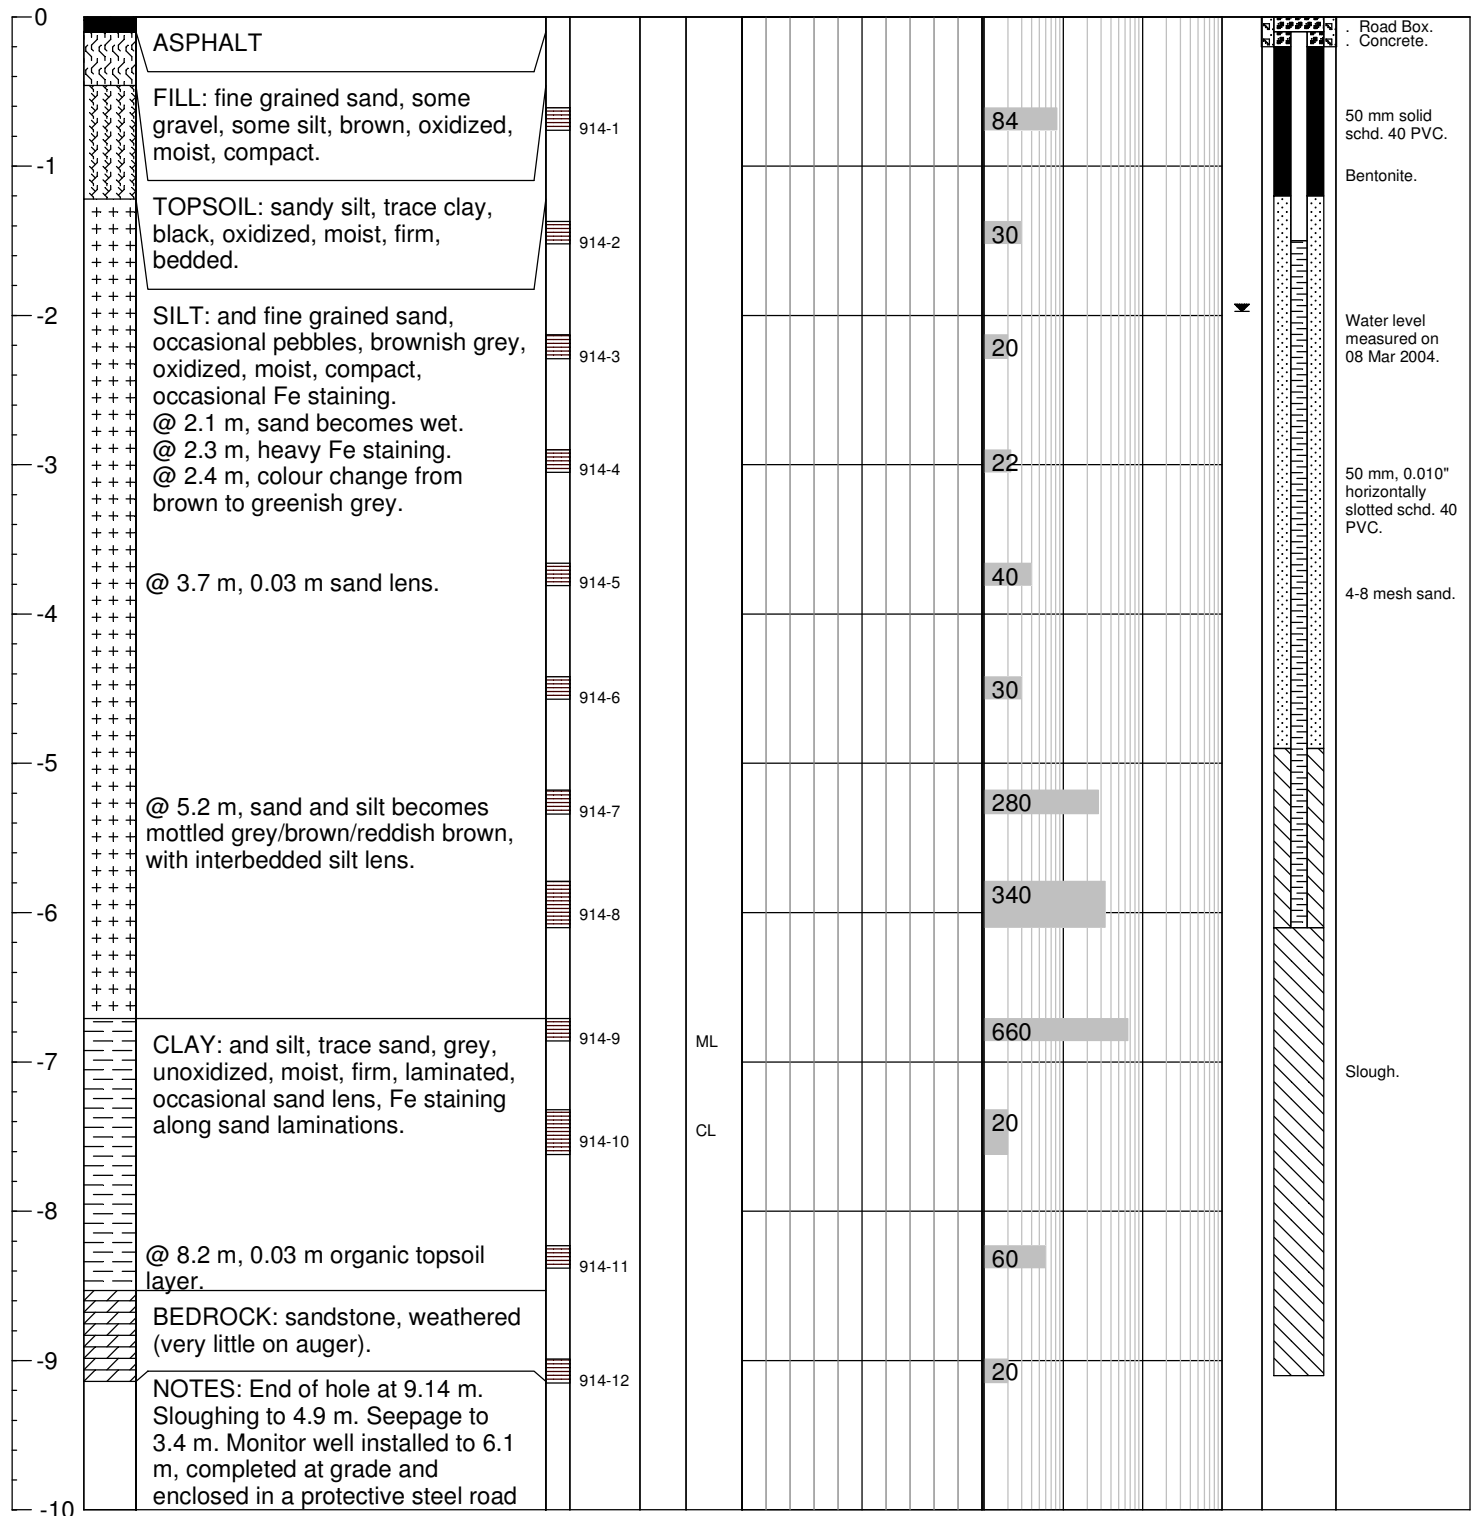 0
-1
-2
-3
-4
-5
-6
-7
-8
-9
-10
ASPHALT
FILL: fine grained sand, some
gravel, some silt, brown, oxidized,
moist, compact.
TOPSOIL: sandy silt, trace clay,
black, oxidized, moist, firm,
bedded.
SILT: and fine grained sand,
occasional pebbles, brownish grey,
oxidized, moist, compact,
occasional Fe staining.
@ 2.1 m, sand becomes wet.
@ 2.3 m, heavy Fe staining.
@ 2.4 m, colour change from
brown to greenish grey.
@ 3.7 m, 0.03 m sand lens.
@ 5.2 m, sand and silt becomes
mottled grey/brown/reddish brown,
with interbedded silt lens.
CLAY: and silt, trace sand, grey,
unoxidized, moist, firm, laminated,
occasional sand lens, Fe staining
along sand laminations.
@ 8.2 m, 0.03 m organic topsoil
layer.
BEDROCK: sandstone, weathered
(very little on auger).
NOTES: End of hole at 9.14 m.
Sloughing to 4.9 m. Seepage to
3.4 m. Monitor well installed to 6.1
m, completed at grade and
enclosed in a protective steel road
914-1
914-2
914-3
914-4
914-5
914-6
914-7
914-8
914-9
914-10
914-11
914-12
ML
CL
84
30
20
22
40
30
280
340
660
20
60
20
. Road Box.
. Concrete.
50 mm solid
schd. 40 PVC.
Bentonite.
Water level
measured on
08 Mar 2004.
50 mm, 0.010"
horizontally
slotted schd. 40
PVC.
4-8 mesh sand.
Slough.